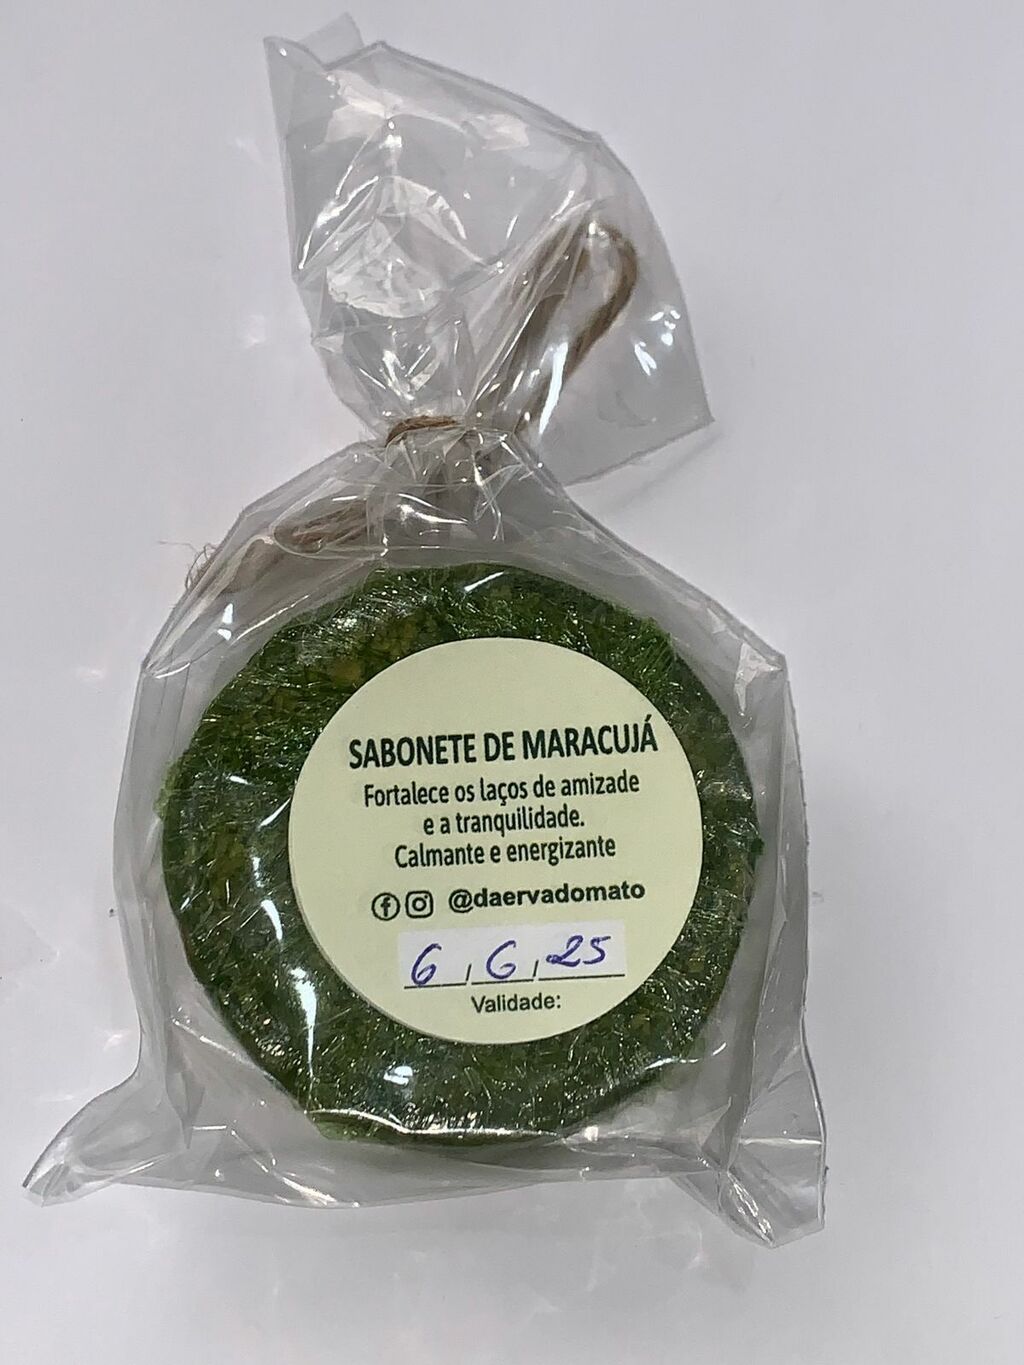 SABONETE DE MARACUJÁ
Fortalece os laços de amizade
e a tranquilidade.
Calmante e energizante
@daervadomato
6/6/25
Validade: